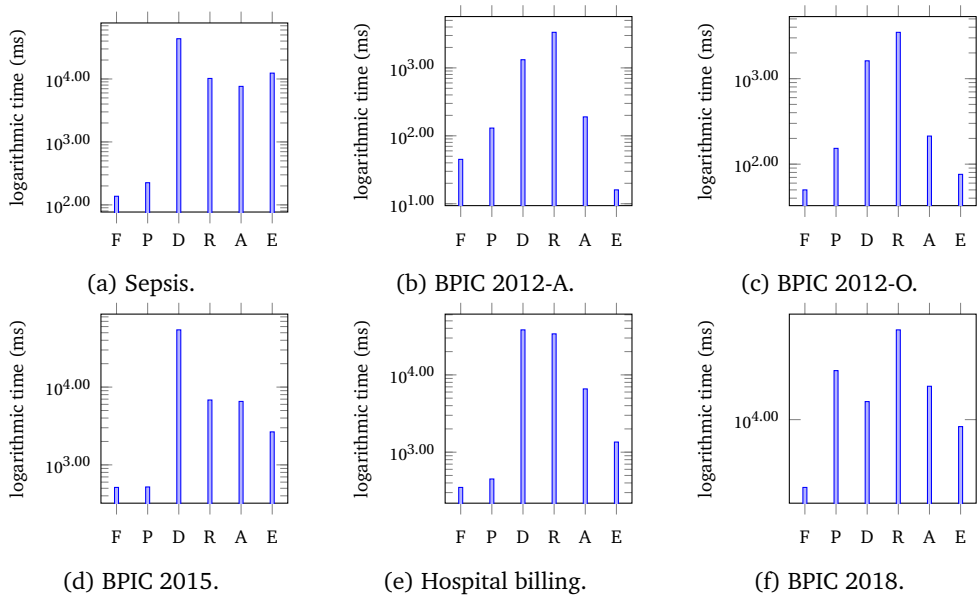 logarithmic time (ms)
10^4.00
10^3.00
10^2.00
F P D R A E
(a) Sepsis.
logarithmic time (ms)
10^3.00
10^2.00
10^1.00
F P D R A E
(b) BPIC 2012-A.
logarithmic time (ms)
10^3.00
10^2.00
F P D R A E
(c) BPIC 2012-O.
logarithmic time (ms)
10^4.00
10^3.00
F P D R A E
(d) BPIC 2015.
logarithmic time (ms)
10^4.00
10^3.00
F P D R A E
(e) Hospital billing.
logarithmic time (ms)
10^4.00
F P D R A E
(f) BPIC 2018.